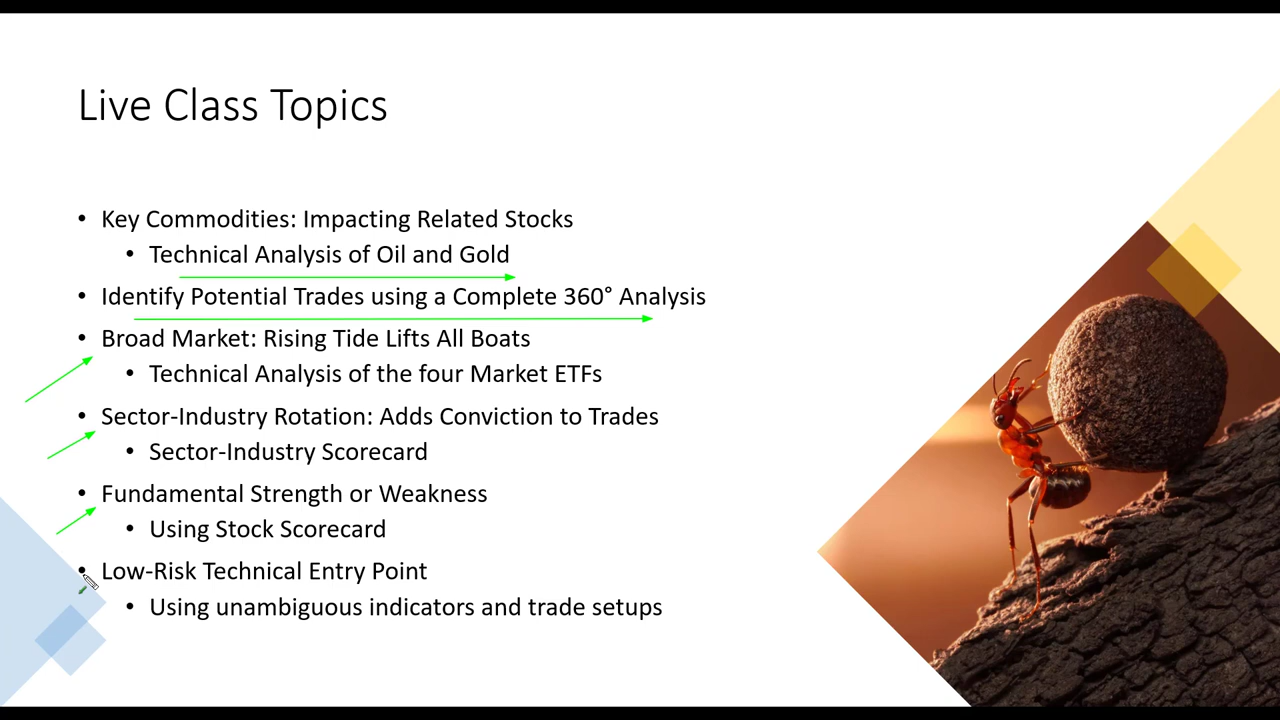 Live Class Topics
• Key Commodities: Impacting Related Stocks
• Technical Analysis of Oil and Gold
• Identify Potential Trades using a Complete 360° Analysis
• Broad Market: Rising Tide Lifts All Boats
• Technical Analysis of the four Market ETFs
• Sector-Industry Rotation: Adds Conviction to Trades
• Sector-Industry Scorecard
• Fundamental Strength or Weakness
• Using Stock Scorecard
• Low-Risk Technical Entry Point
• Using unambiguous indicators and trade setups